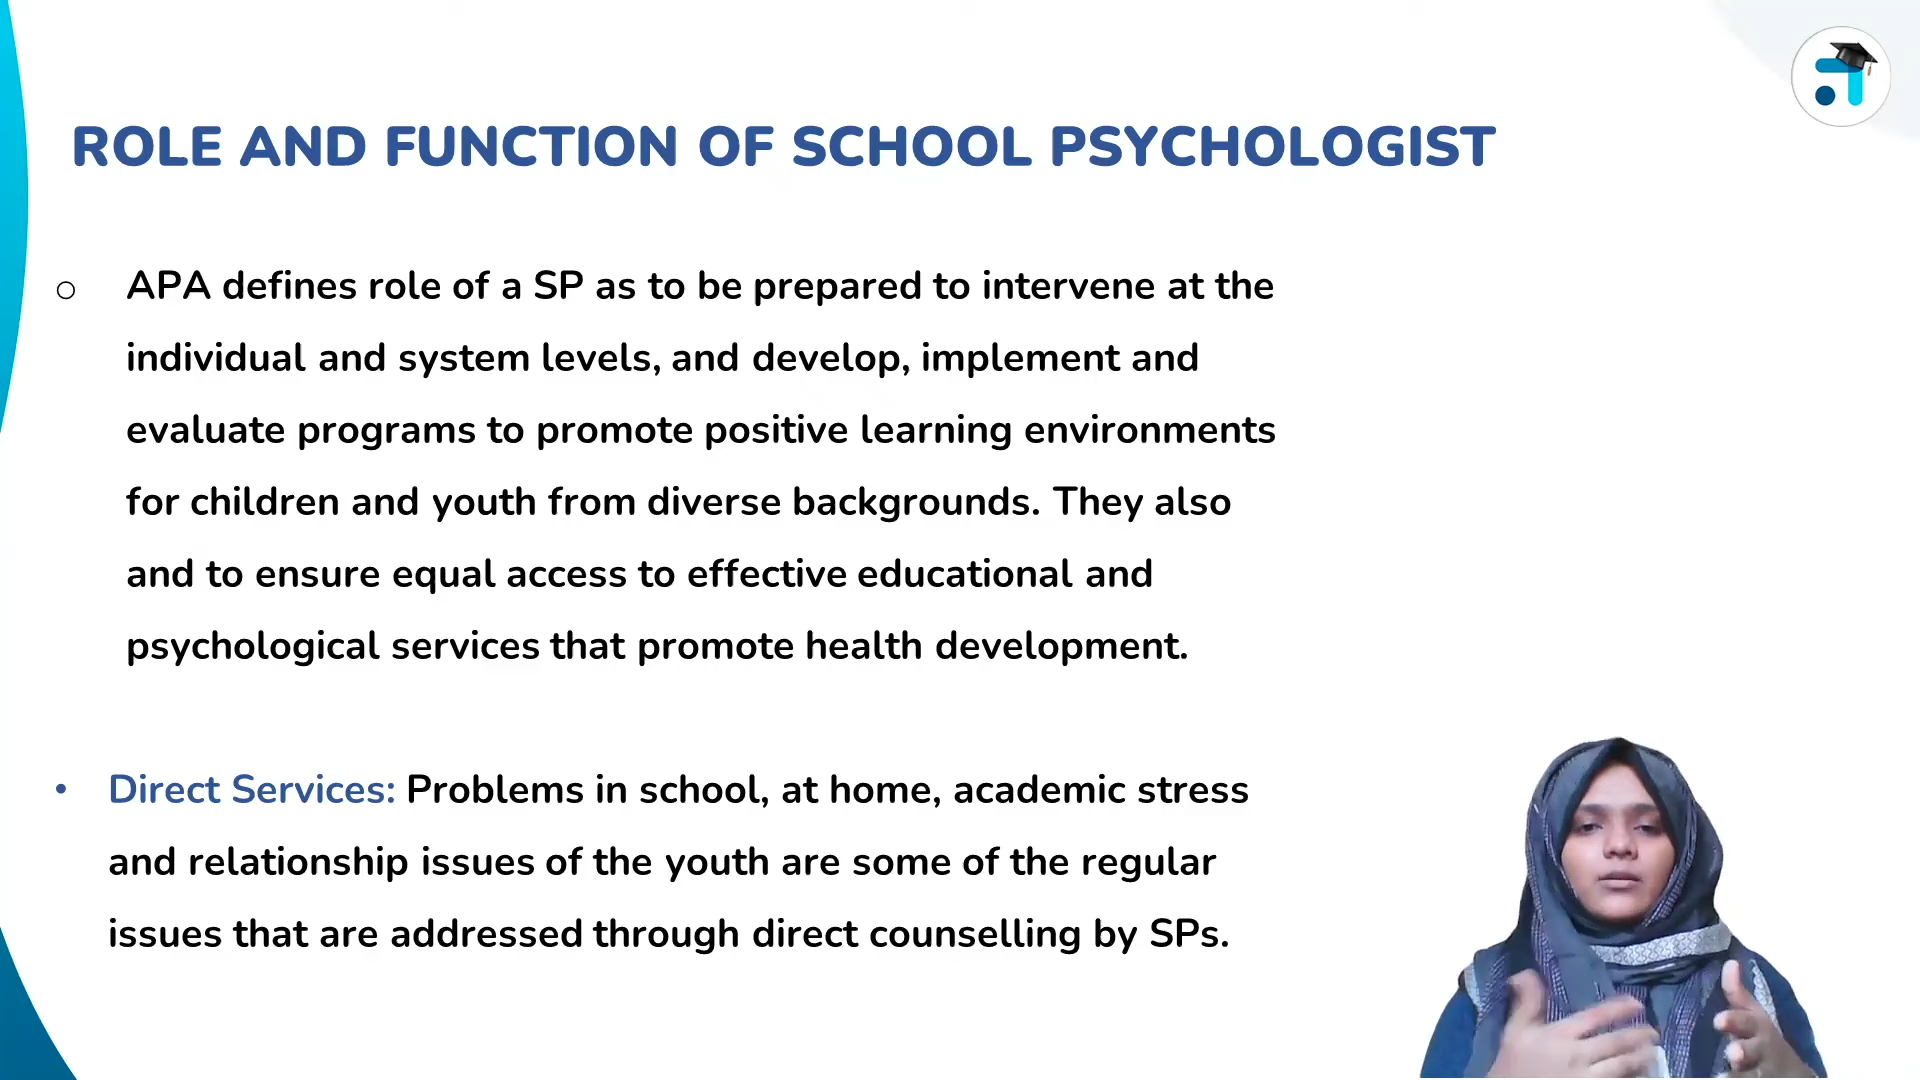 ROLE AND FUNCTION OF SCHOOL PSYCHOLOGIST
APA defines role of a SP as to be prepared to intervene at the
individual and system levels, and develop, implement and
evaluate programs to promote positive learning environments
for children and youth from diverse backgrounds. They also
and to ensure equal access to effective educational and
psychological services that promote health development.
Direct Services: Problems in school, at home, academic stress
and relationship issues of the youth are some of the regular
issues that are addressed through direct counselling by SPs.